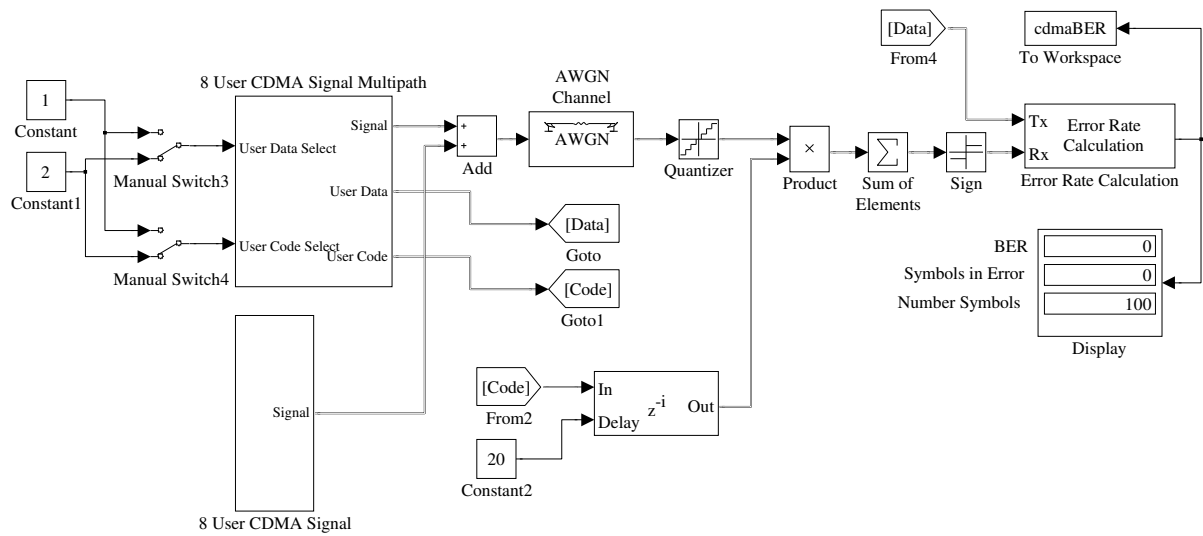 [Data]
From4
cdmaBER
To Workspace
8 User CDMA Signal Multipath
AWGN
Channel
1
Constant
2
Constant1
Manual Switch3
Manual Switch4
User Data Select
User Code Select
Signal
User Data
User Code
+
+
Add
AWGN
Quantizer
×
Product
Σ
Sum of
Elements
Sign
Tx
Rx
Error Rate
Calculation
Error Rate Calculation
[Data]
Goto
[Code]
Goto1
BER
0
Symbols in Error
0
Number Symbols
100
Display
Signal
8 User CDMA Signal
[Code]
From2
20
Constant2
In
Delay
z-i
Out